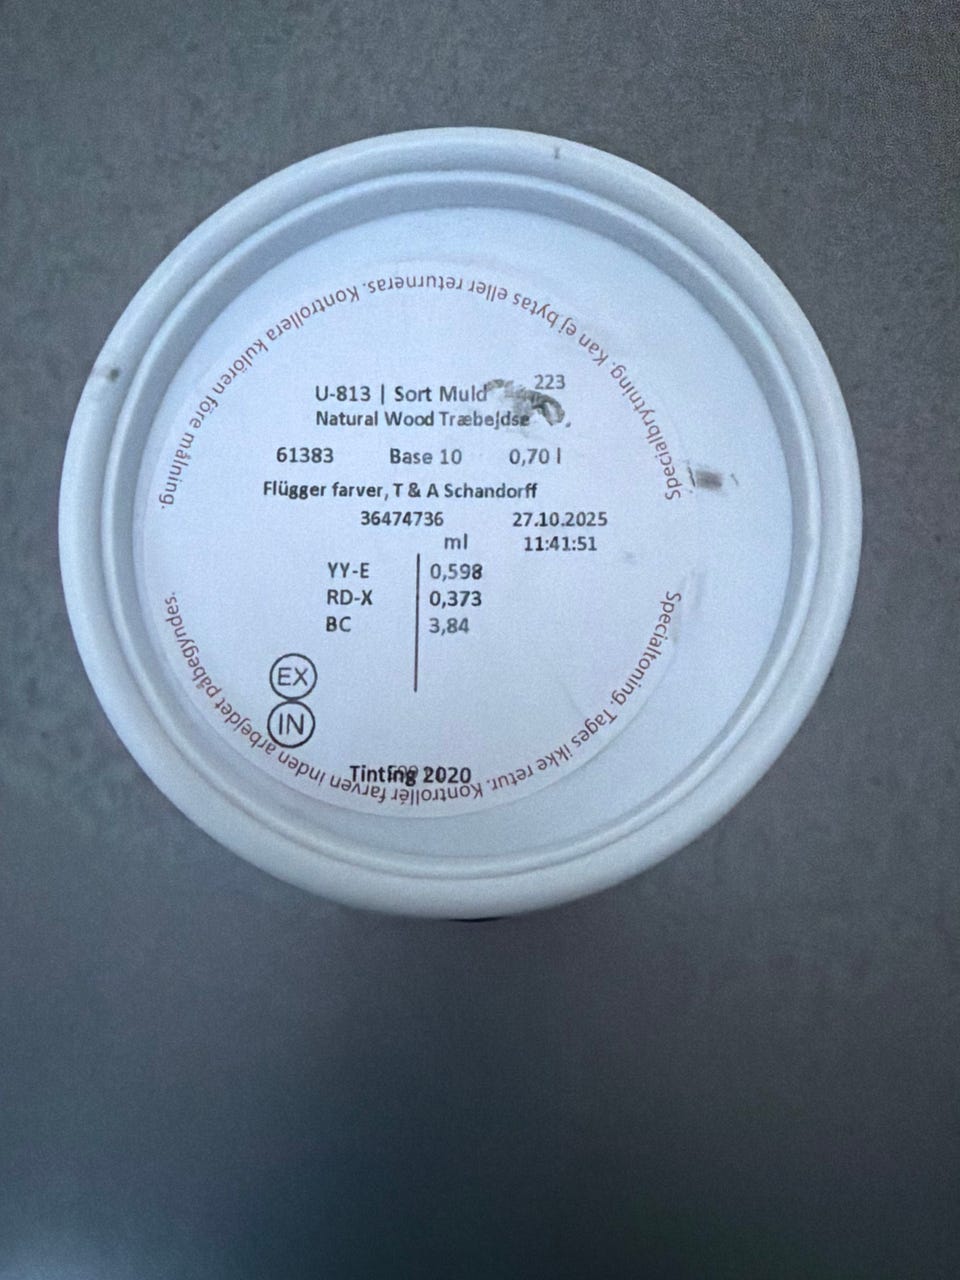 Specialbrytning. Kan ej bytas eller returneras. Kontrollera kulören före målning.
U-813 | Sort Muld 223
Natural Wood Træbejdse
61383 Base 10 0,70 l
Flügger farver, T & A Schandorff
36474736 27.10.2025
ml 11:41:51
YY-E 0,598
RD-X 0,373
BC 3,84
EX
IN
Tinting 2020
Specialtoning. Tages ikke retur. Kontrollér farven inden arbejdet påbegyndes.